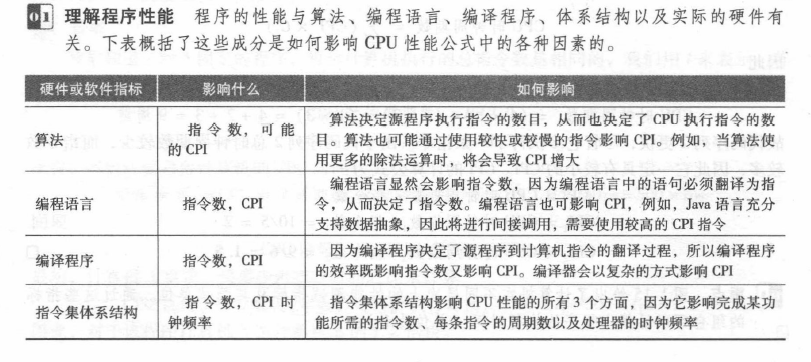 01 理解程序性能 程序的性能与算法、编程语言、编译程序、体系结构以及实际的硬件有
关。下表概括了这些成分是如何影响 CPU 性能公式中的各种因素的。
硬件或软件指标 影响什么 如何影响
算法
指令数，可能
的 CPI
算法决定源程序执行指令的数目，从而也决定了 CPU 执行指令的数
目。算法也可能通过使用较快或较慢的指令影响 CPI。例如，当算法使
用更多的除法运算时，将会导致 CPI 增大
编程语言
指令数，CPI
编程语言显然会影响指令数，因为编程语言中的语句必须翻译为指
令，从而决定了指令数。编程语言也可影响 CPI，例如，Java 语言充分
支持数据抽象，因此将进行间接调用，需要使用较高的 CPI 指令
编译程序
指令数，CPI
因为编译程序决定了源程序到计算机指令的翻译过程，所以编译程序
的效率既影响指令数又影响 CPI。编译器会以复杂的方式影响 CPI
指令集体系结构
指令数，CPI 时
钟频率
指令集体系结构影响 CPU 性能的所有 3 个方面，因为它影响完成某功
能所需的指令数、每条指令的周期数以及处理器的时钟频率